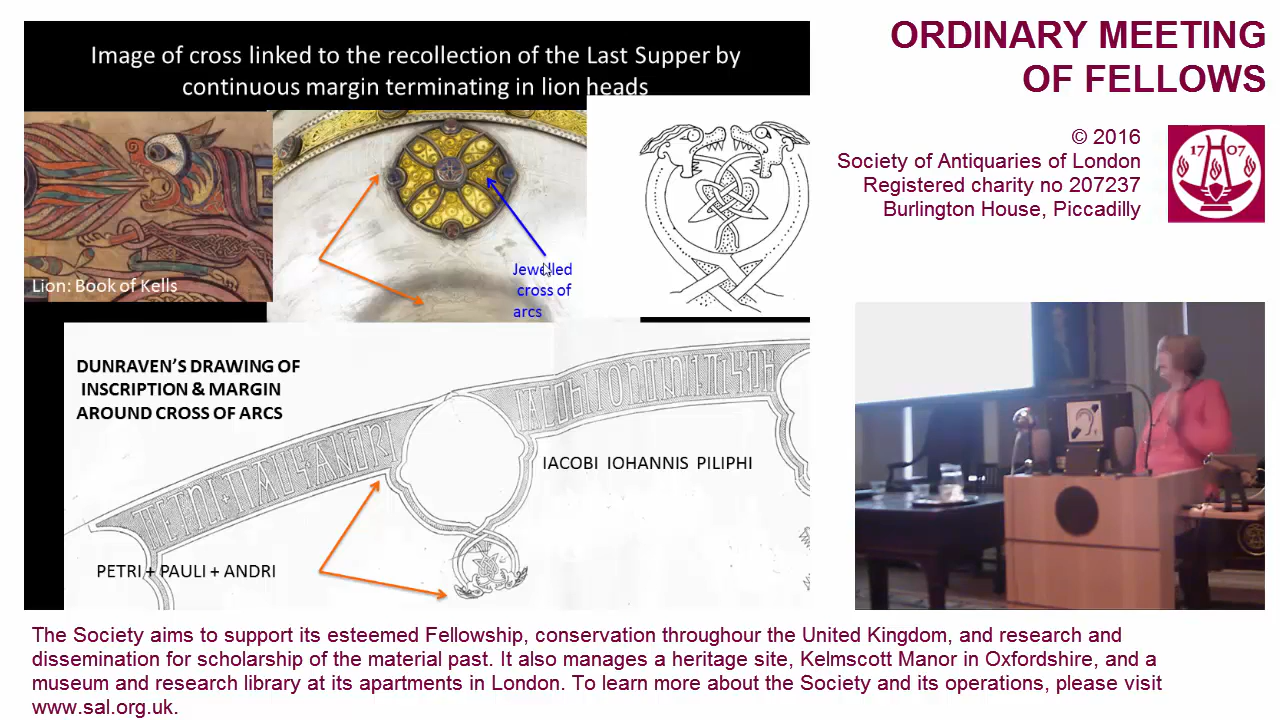 Image of cross linked to the recollection of the Last Supper by
continuous margin terminating in lion heads
Lion: Book of Kells
Jewelled
cross of
arcs
DUNRAVEN'S DRAWING OF
INSCRIPTION & MARGIN
AROUND CROSS OF ARCS
IACOBI IOHANNIS PILIPHI
PETRI + PAULI + ANDRI
ORDINARY MEETING
OF FELLOWS
© 2016
Society of Antiquaries of London
Registered charity no 207237
Burlington House, Piccadilly
17 07
The Society aims to support its esteemed Fellowship, conservation throughour the United Kingdom, and research and
dissemination for scholarship of the material past. It also manages a heritage site, Kelmscott Manor in Oxfordshire, and a
museum and research library at its apartments in London. To learn more about the Society and its operations, please visit
www.sal.org.uk.